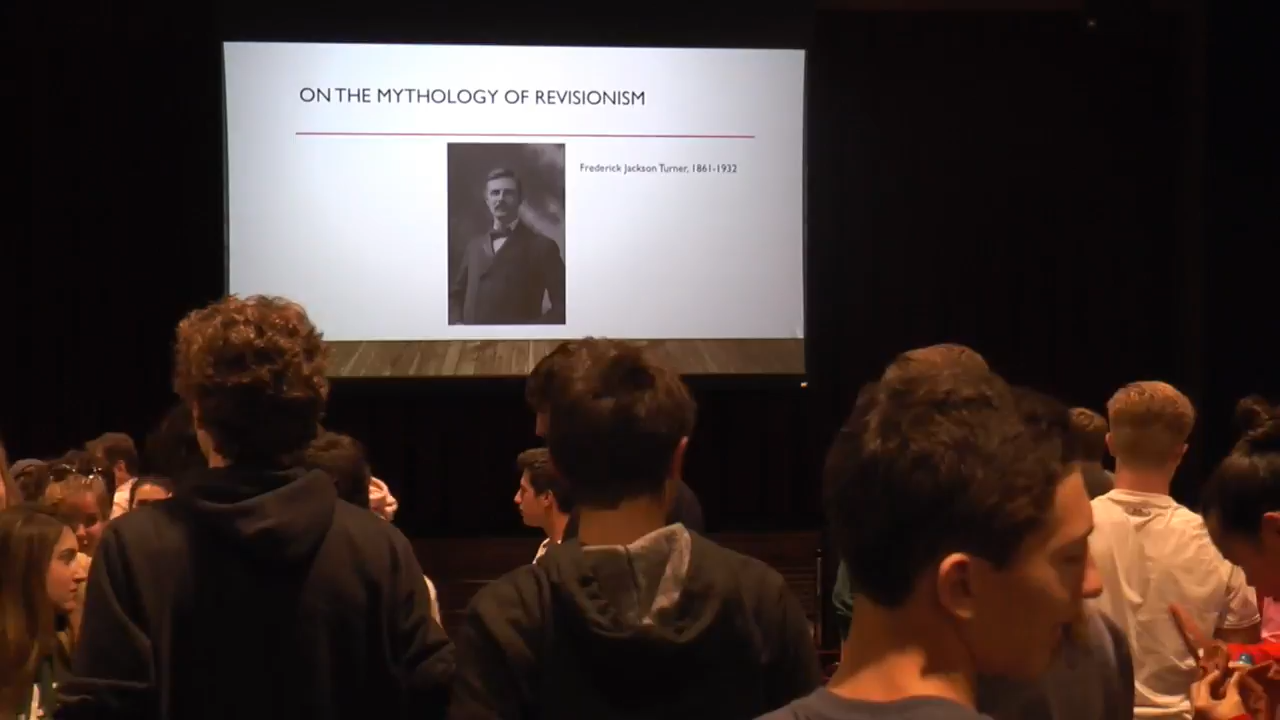 ON THE MYTHOLOGY OF REVISIONISM
Frederick Jackson Turner, 1861-1932